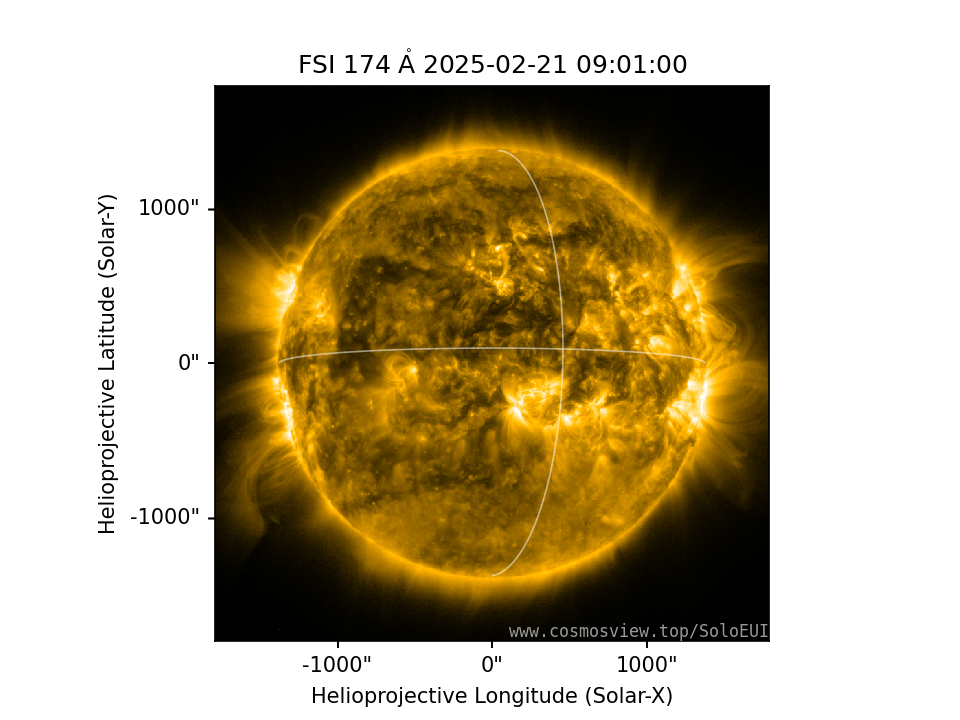 FSI 174 Å 2025-02-21 09:01:00
Helioprojective Latitude (Solar-Y)
1000"
0"
-1000"
www.cosmosview.top/SoloEUI
-1000" 0" 1000"
Helioprojective Longitude (Solar-X)